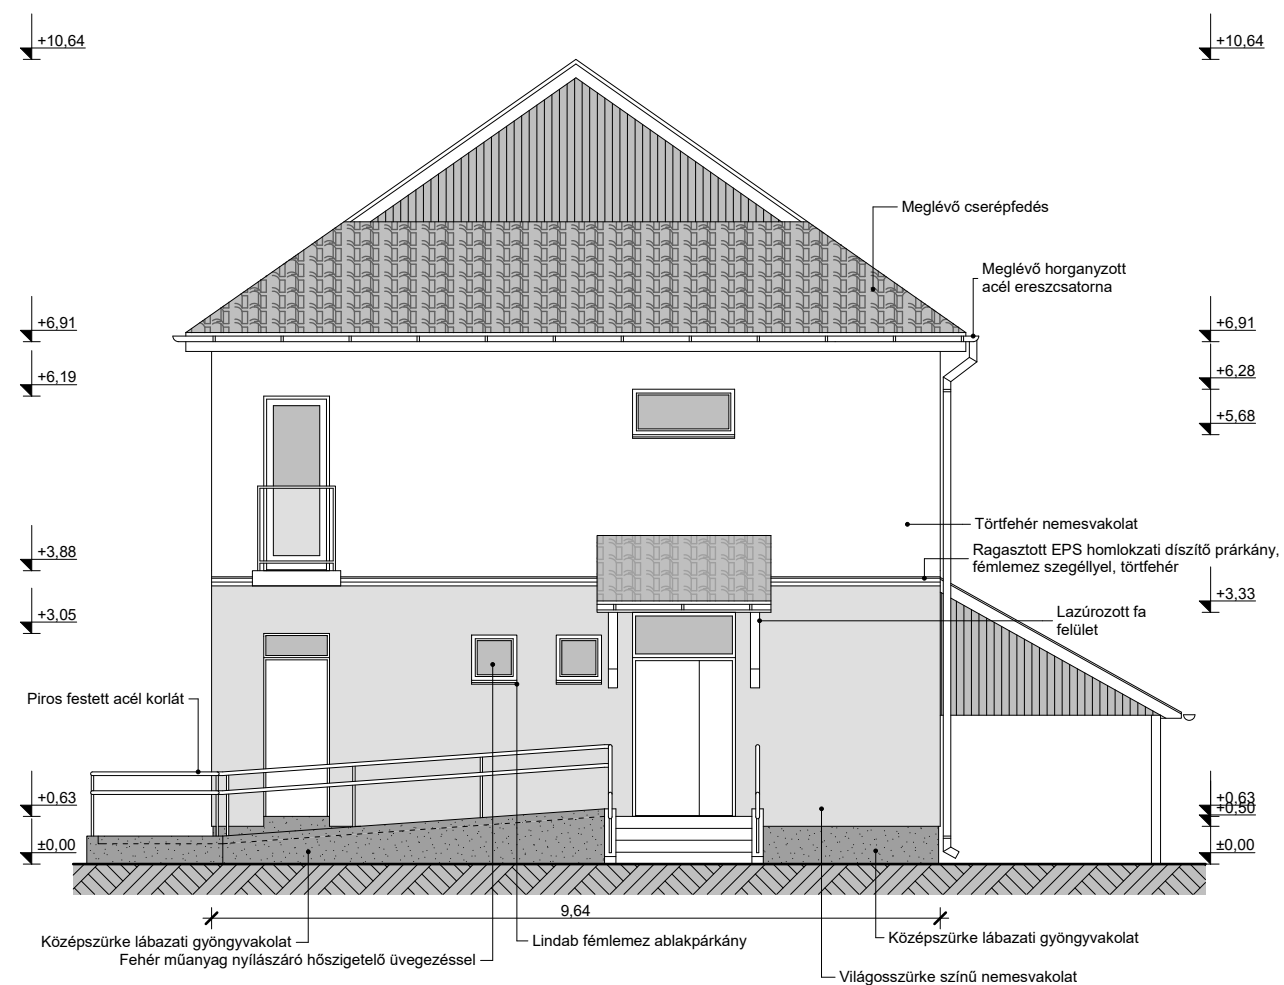 +10,64
+10,64
Meglévő cserépfedés
Meglévő horganyzott
acél ereszcsatorna
+6,91
+6,91
+6,19
+6,28
+5,68
Törtfehér nemesvakolat
+3,88
Ragasztott EPS homlokzati díszítő prárkány,
fémlemez szegéllyel, törtfehér
+3,33
+3,05
Lazúrozott fa
felület
Piros festett acél korlát
+0,63
+0,63
+0,50
±0,00
±0,00
9,64
Középszürke lábazati gyöngyvakolat
Lindab fémlemez ablakpárkány
Középszürke lábazati gyöngyvakolat
Fehér műanyag nyílászáró hőszigetelő üvegezéssel
Világosszürke színű nemesvakolat